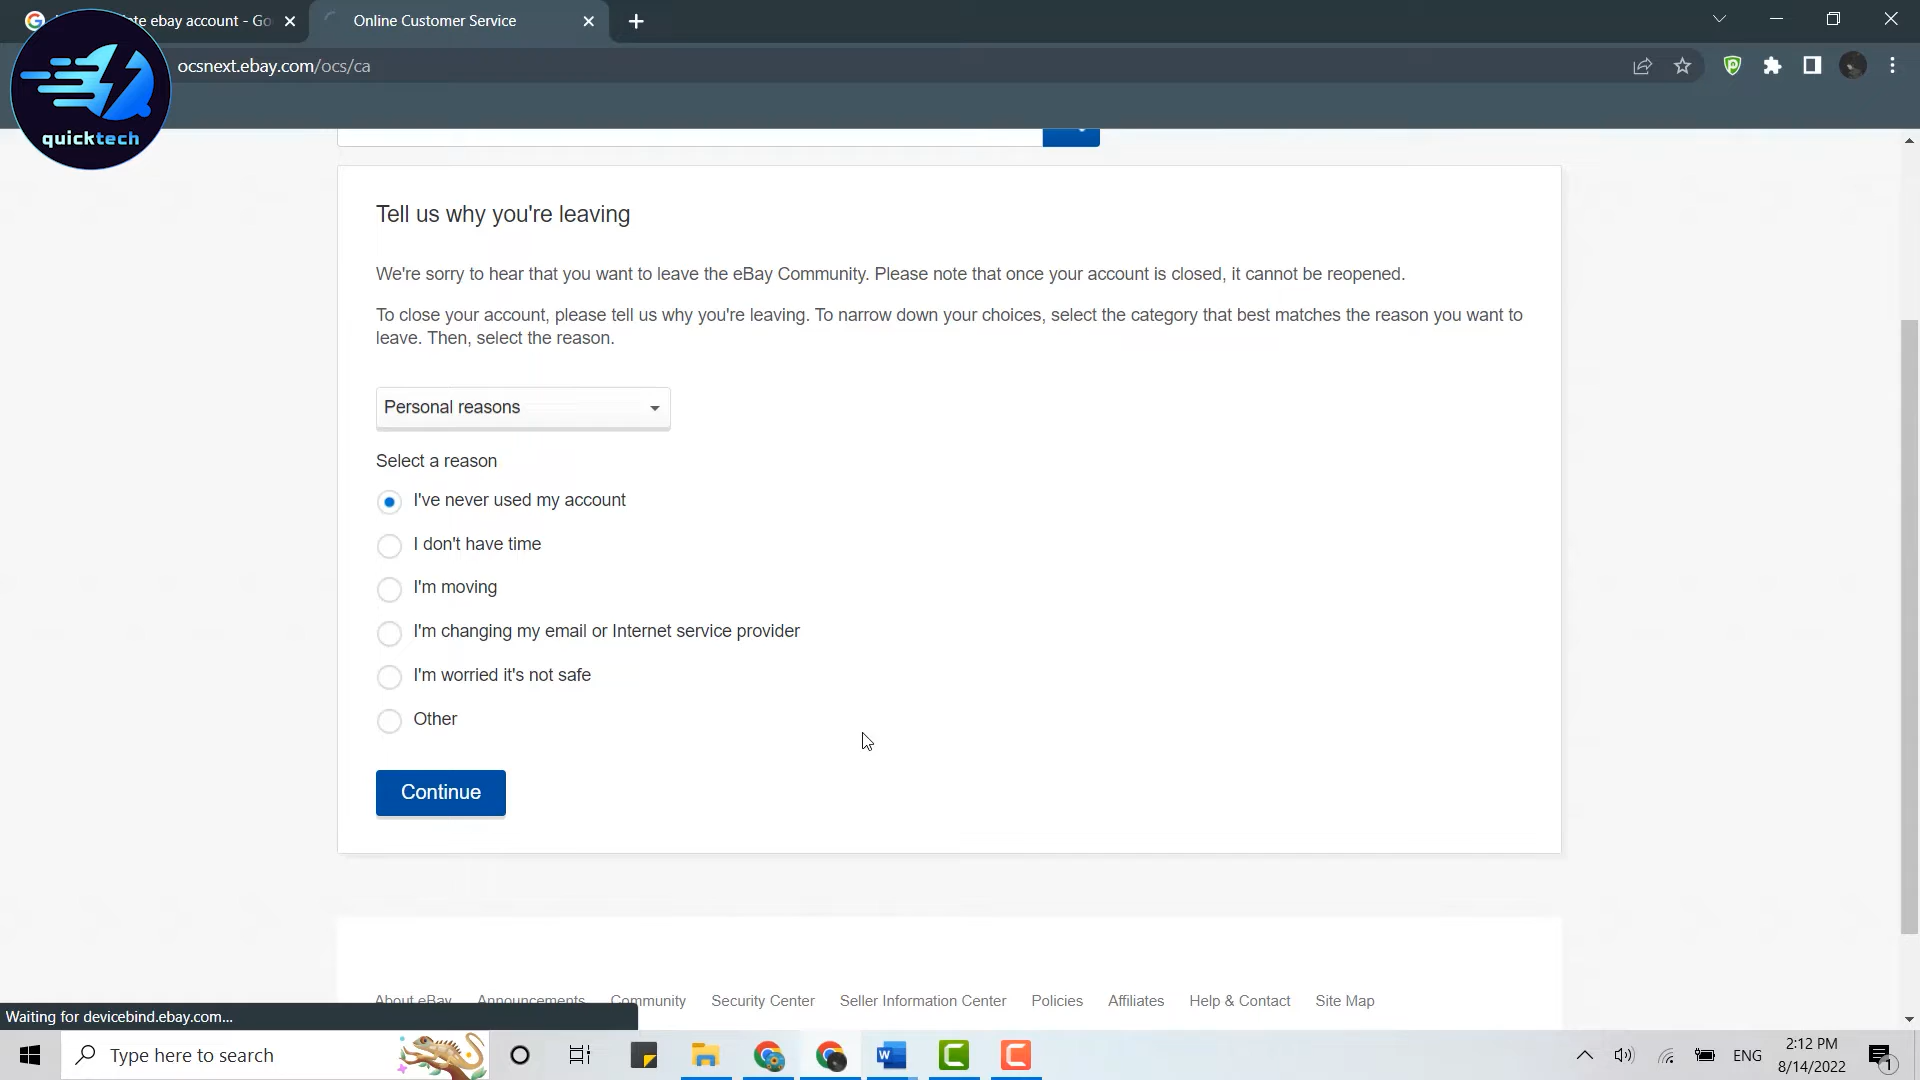 ete ebay account - Go
Online Customer Service
ocsnext.ebay.com/ocs/ca
quicktech
Tell us why you're leaving
We're sorry to hear that you want to leave the eBay Community. Please note that once your account is closed, it cannot be reopened.
To close your account, please tell us why you're leaving. To narrow down your choices, select the category that best matches the reason you want to
leave. Then, select the reason.
Personal reasons
Select a reason
I've never used my account
I don't have time
I'm moving
I'm changing my email or Internet service provider
I'm worried it's not safe
Other
Continue
About eBay Announcements Community Security Center Seller Information Center Policies Affiliates Help & Contact Site Map
Waiting for devicebind.ebay.com...
Type here to search
ENG
2:12 PM
8/14/2022
1